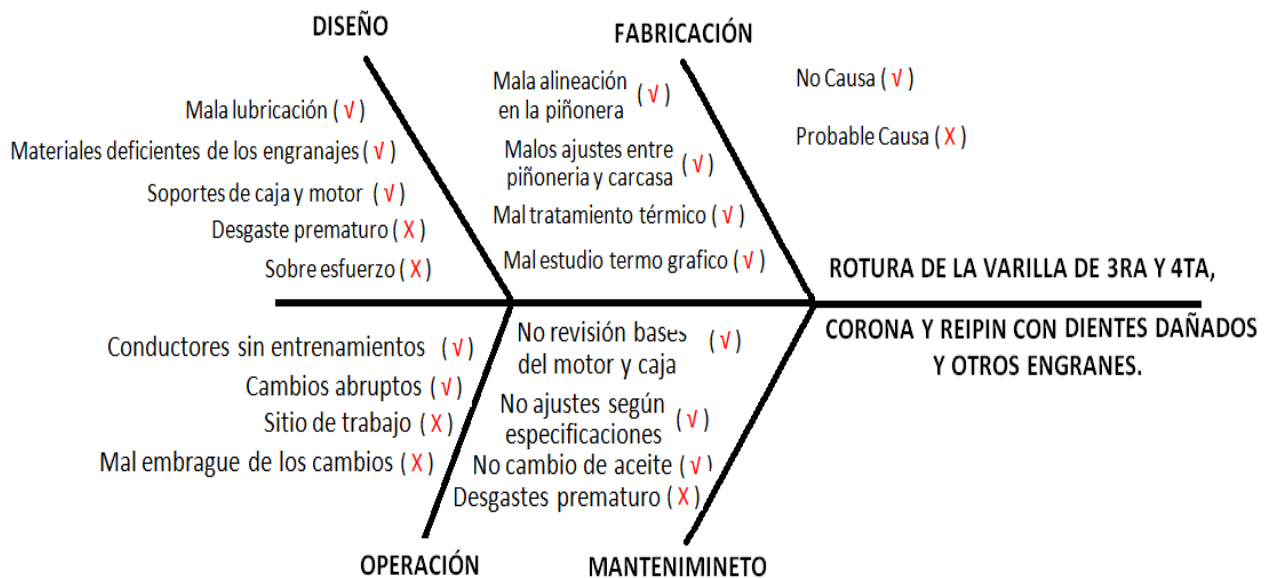 DISEÑO
Mala lubricación ( √ )
Materiales deficientes de los engranajes ( √ )
Soportes de caja y motor ( √ )
Desgaste prematuro ( X )
Sobre esfuerzo ( X )
FABRICACIÓN
Mala alineación
en la piñonera ( √ )
Malos ajustes entre
piñoneria y carcasa ( √ )
Mal tratamiento térmico ( √ )
Mal estudio termo grafico ( √ )
No Causa ( √ )
Probable Causa ( X )
ROTURA DE LA VARILLA DE 3RA Y 4TA,
CORONA Y REIPIN CON DIENTES DAÑADOS
Y OTROS ENGRANES.
Conductores sin entrenamientos ( √ )
Cambios abruptos ( √ )
Sitio de trabajo ( X )
Mal embrague de los cambios ( X )
OPERACIÓN
No revisión bases
del motor y caja ( √ )
No ajustes según
especificaciones ( √ )
No cambio de aceite ( √ )
Desgastes prematuro ( X )
MANTENIMINETO